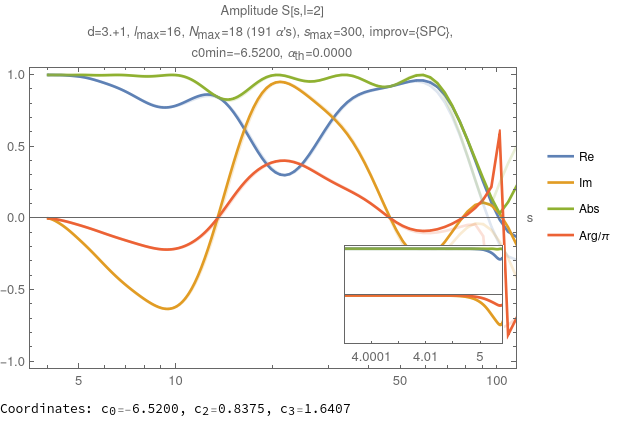 Amplitude S[s,l=2]
d=3.+1, lmax=16, Nmax=18 (191 α's), smax=300, improv={SPC},
c0min=−6.5200, αth=0.0000
1.0
0.5
0.0
−0.5
−1.0
s
Re
Im
Abs
Arg/π
4.0001 4.01 5
5 10 50 100
Coordinates: c0=−6.5200, c2=0.8375, c3=1.6407